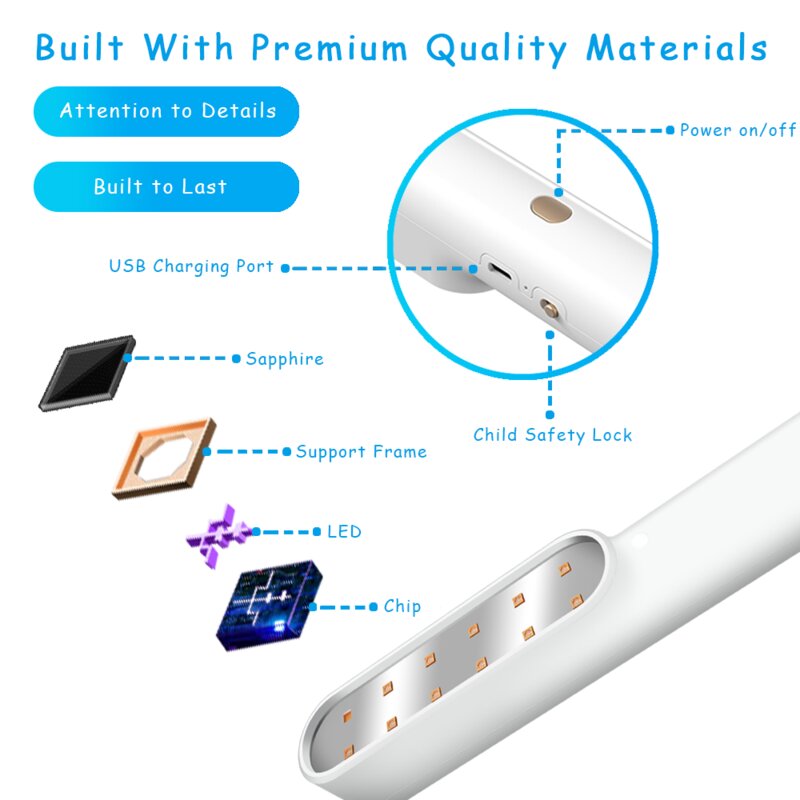 Built With Premium Quality Materials
Attention to Details
Power on/off
Built to Last
USB Charging Port
Sapphire
Child Safety Lock
Support Frame
LED
Chip